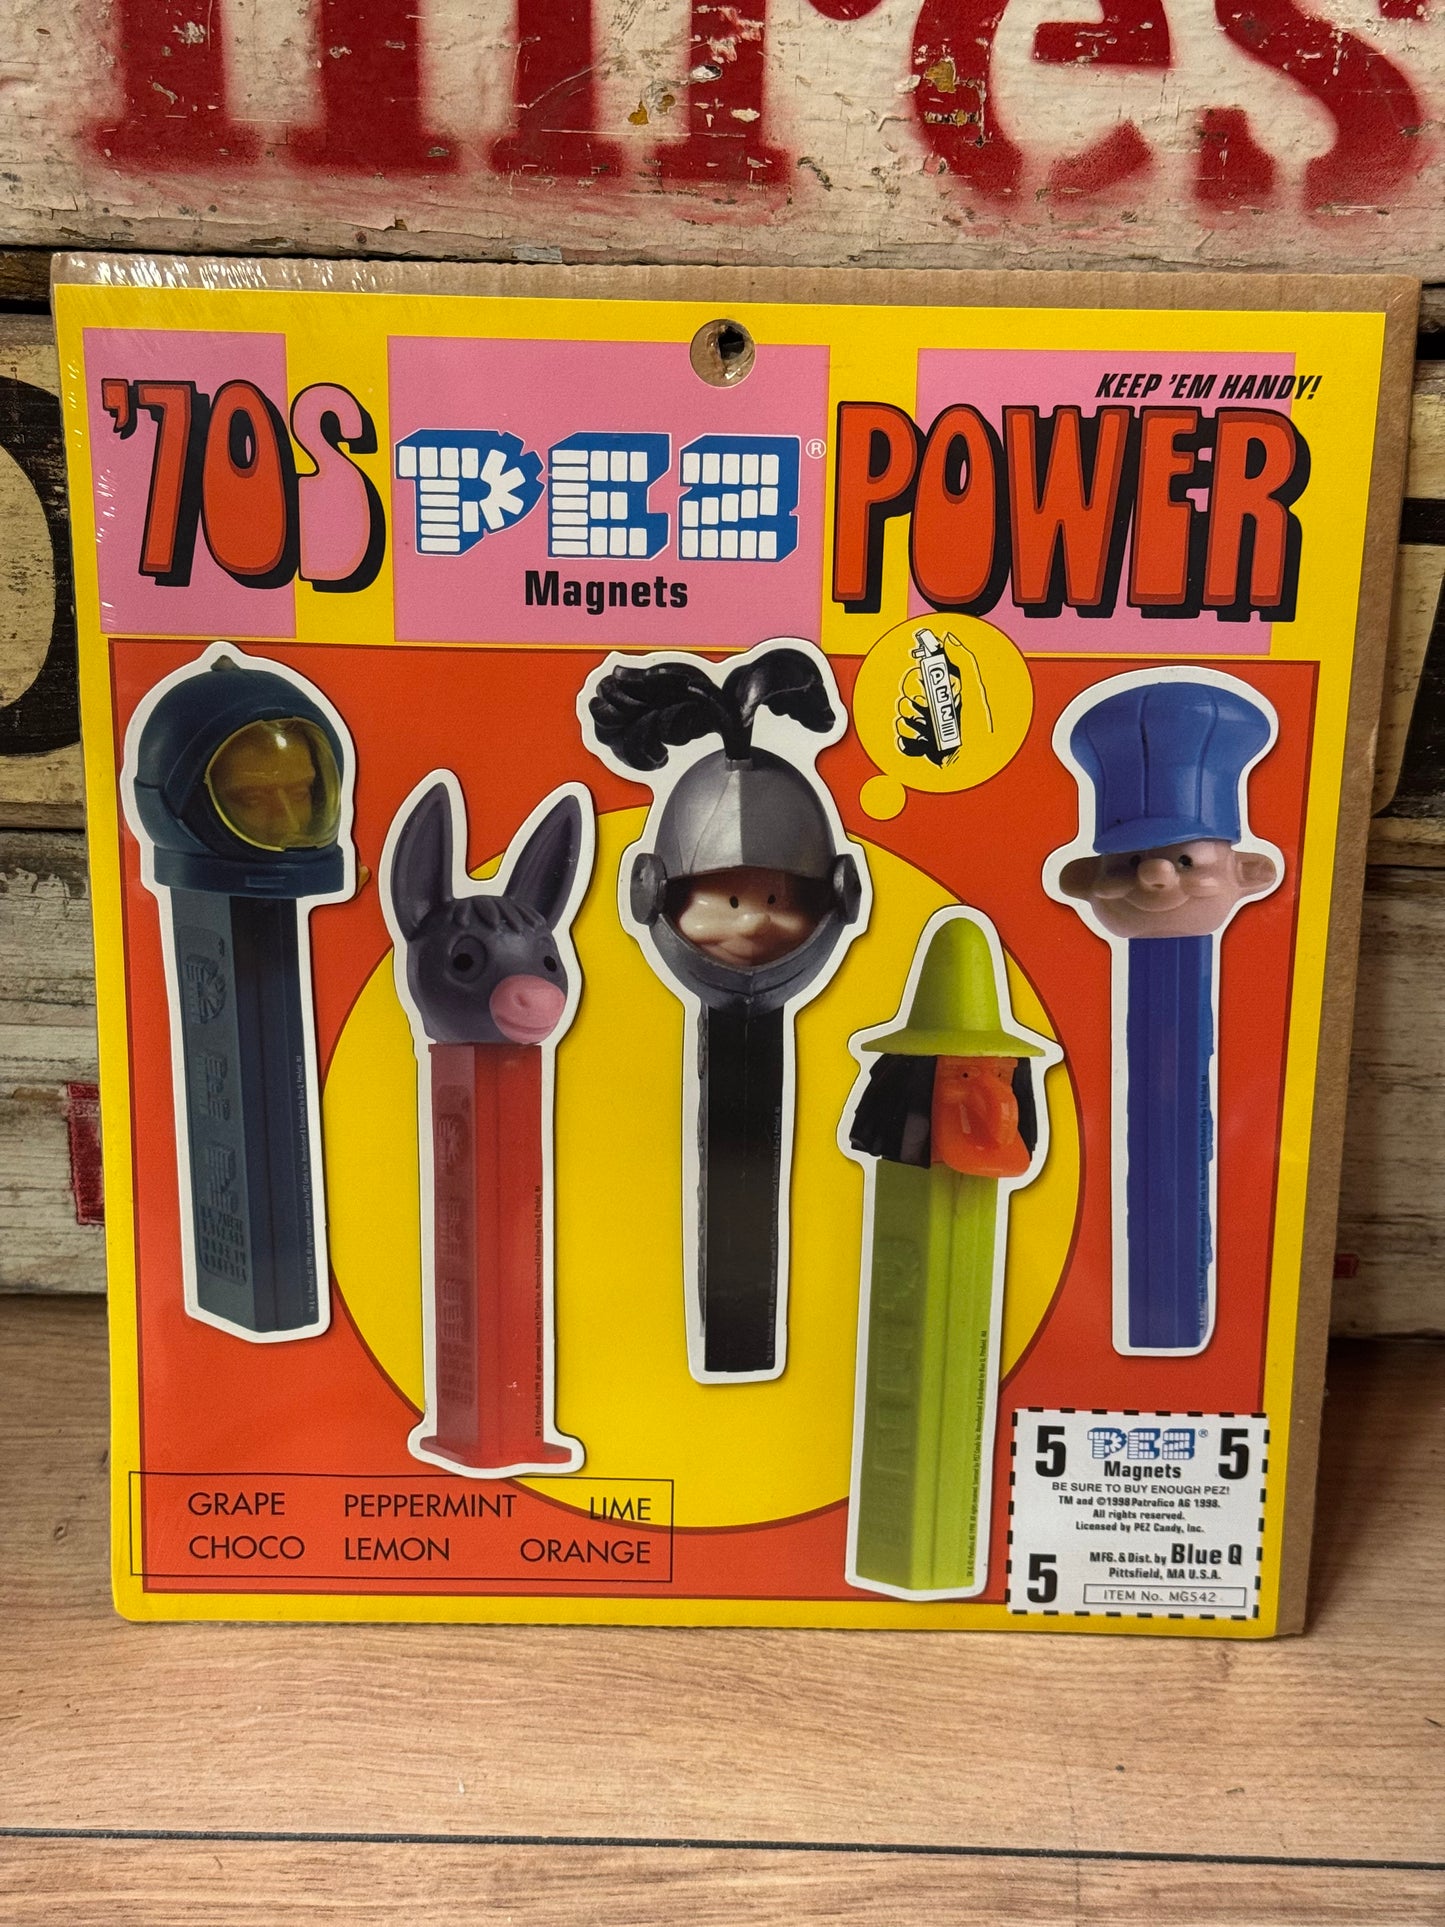 KEEP 'EM HANDY!
'70S PEZ® POWER
Magnets
PEZ
GRAPE PEPPERMINT LIME
CHOCO LEMON ORANGE
5 PEZ® 5
Magnets
BE SURE TO BUY ENOUGH PEZ!
TM and ©1998 Patrafico AG 1998.
All rights reserved.
Licensed by PEZ Candy, Inc.
5
MFG. & Dist. by Blue Q
Pittsfield, MA U.S.A.
ITEM No. MG542